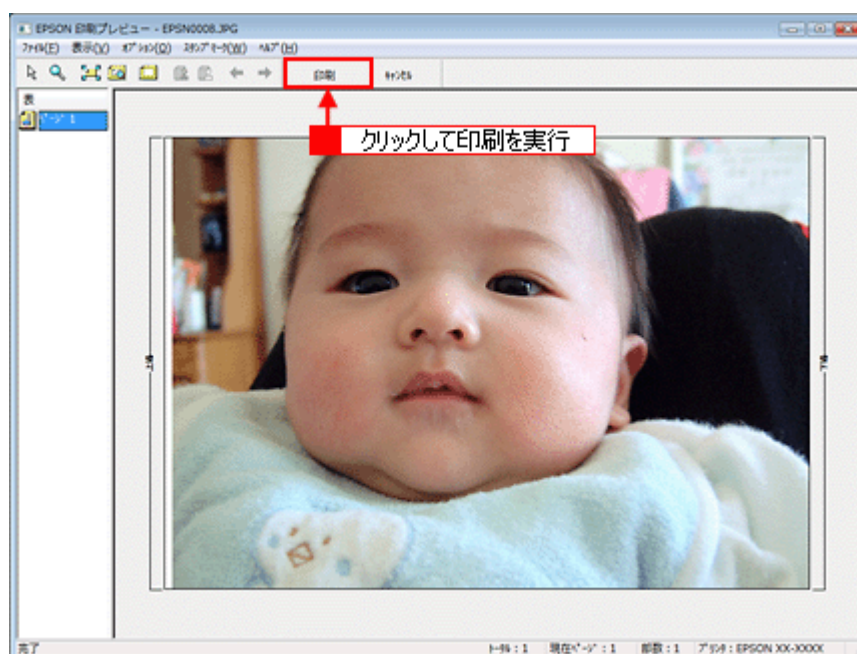 EPSON 印刷プレビュー - EPSN0008.JPG
ファイル(F) 表示(V) オプション(O) スタンプマーク(W) ヘルプ(H)
印刷 キャンセル
表
ページ 1
クリックして印刷を実行
完了 トータル : 1 現在ページ : 1 部数 : 1 プリンタ : EPSON XX-XXXX